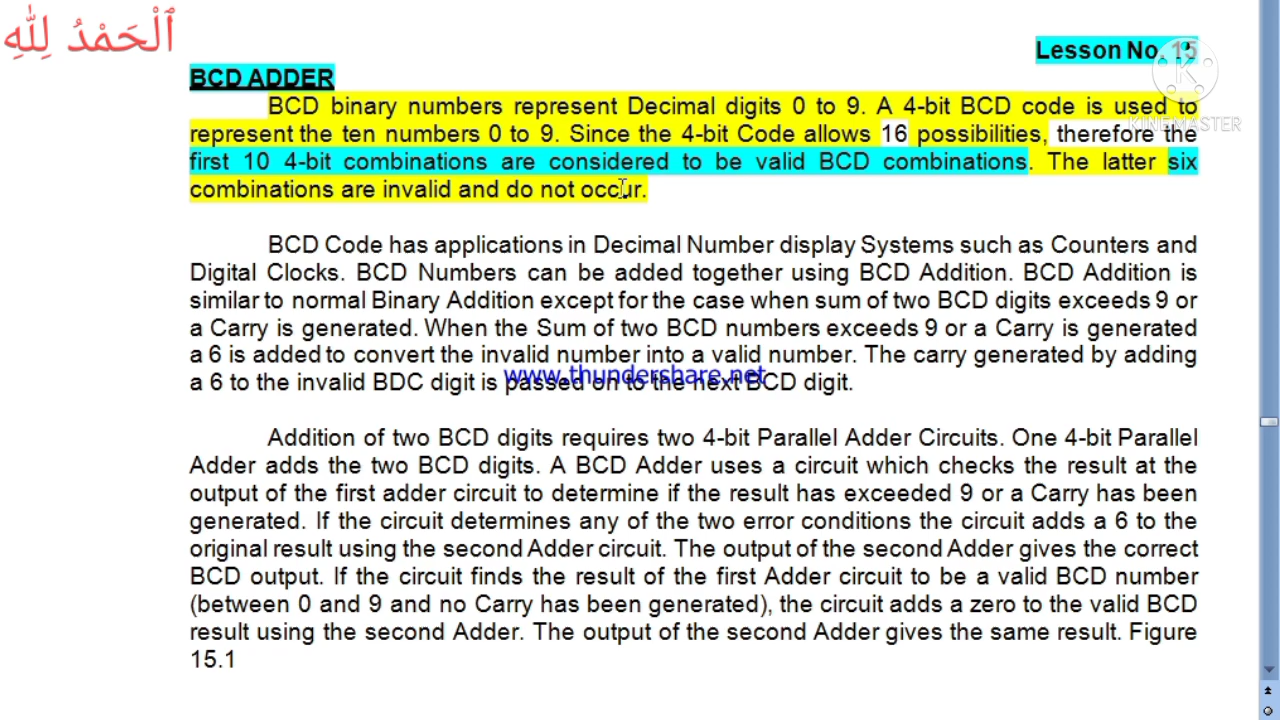 ٱلْحَمْدُ لِلَّٰهِ
Lesson No. 15
KINEMASTER
BCD ADDER
BCD binary numbers represent Decimal digits 0 to 9. A 4-bit BCD code is used to
represent the ten numbers 0 to 9. Since the 4-bit Code allows 16 possibilities, therefore the
first 10 4-bit combinations are considered to be valid BCD combinations. The latter six
combinations are invalid and do not occur.
BCD Code has applications in Decimal Number display Systems such as Counters and
Digital Clocks. BCD Numbers can be added together using BCD Addition. BCD Addition is
similar to normal Binary Addition except for the case when sum of two BCD digits exceeds 9 or
a Carry is generated. When the Sum of two BCD numbers exceeds 9 or a Carry is generated
a 6 is added to convert the invalid number into a valid number. The carry generated by adding
a 6 to the invalid BDC digit is passed on to the next BCD digit.
www.thundershare.net
Addition of two BCD digits requires two 4-bit Parallel Adder Circuits. One 4-bit Parallel
Adder adds the two BCD digits. A BCD Adder uses a circuit which checks the result at the
output of the first adder circuit to determine if the result has exceeded 9 or a Carry has been
generated. If the circuit determines any of the two error conditions the circuit adds a 6 to the
original result using the second Adder circuit. The output of the second Adder gives the correct
BCD output. If the circuit finds the result of the first Adder circuit to be a valid BCD number
(between 0 and 9 and no Carry has been generated), the circuit adds a zero to the valid BCD
result using the second Adder. The output of the second Adder gives the same result. Figure
15.1